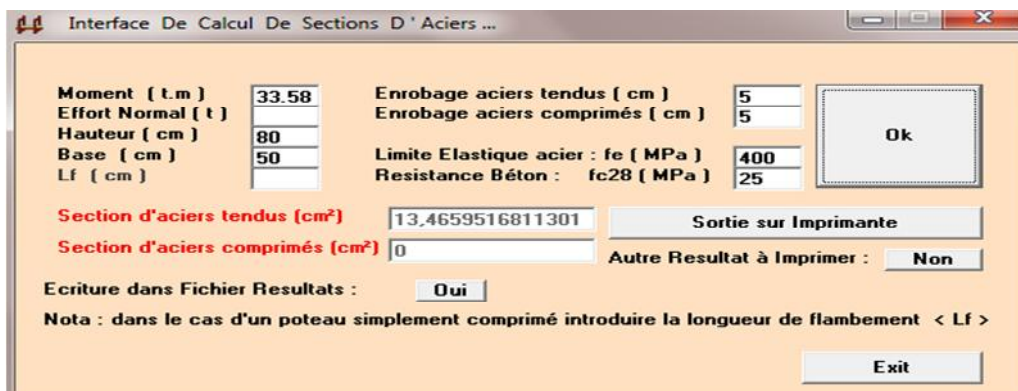 Interface De Calcul De Sections D ' Aciers ...
Moment ( t.m ) 33.58 Enrobage aciers tendus ( cm ) 5
Effort Normal ( t ) Enrobage aciers comprimés ( cm ) 5
Hauteur ( cm ) 80
Base ( cm ) 50 Limite Elastique acier : fe ( MPa ) 400
Lf ( cm ) Resistance Béton : fc28 ( MPa ) 25
Ok
Section d'aciers tendus (cm²) 13,4659516811301 Sortie sur Imprimante
Section d'aciers comprimés (cm²) 0
Autre Resultat à Imprimer : Non
Ecriture dans Fichier Resultats : Oui
Nota : dans le cas d'un poteau simplement comprimé introduire la longueur de flambement < Lf >
Exit